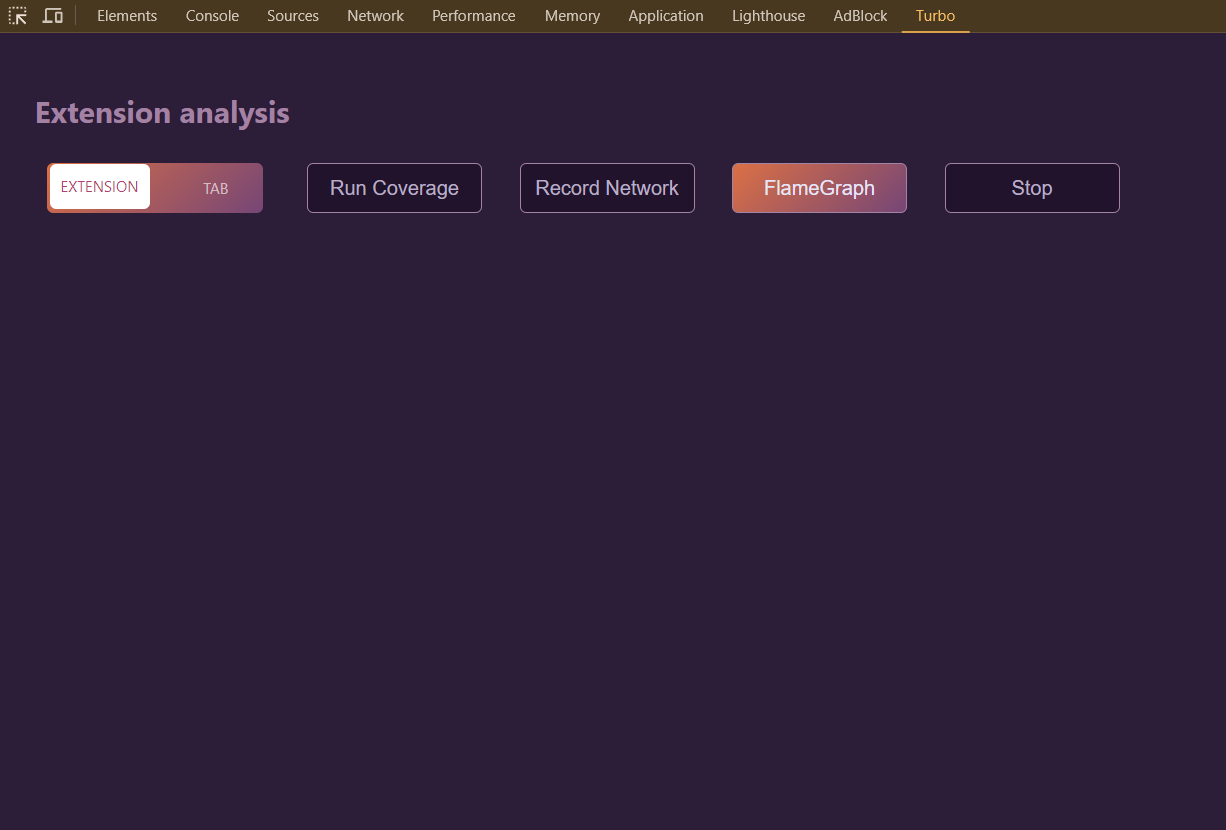 Elements Console Sources Network Performance Memory Application Lighthouse AdBlock Turbo
Extension analysis
EXTENSION TAB Run Coverage Record Network FlameGraph Stop